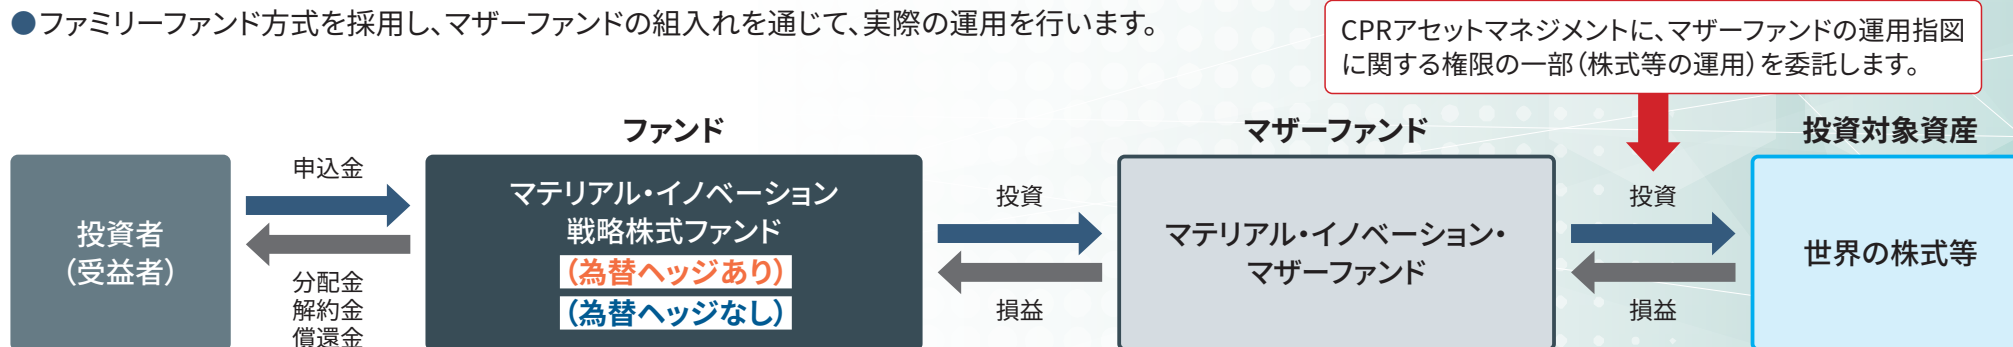 ●ファミリーファンド方式を採用し、マザーファンドの組入れを通じて、実際の運用を行います。
CPRアセットマネジメントに、マザーファンドの運用指図
に関する権限の一部（株式等の運用）を委託します。
ファンド
マザーファンド
投資対象資産
投資者
（受益者）
申込金
分配金
解約金
償還金
マテリアル・イノベーション
戦略株式ファンド
（為替ヘッジあり）
（為替ヘッジなし）
投資
損益
マテリアル・イノベーション・
マザーファンド
投資
損益
世界の株式等